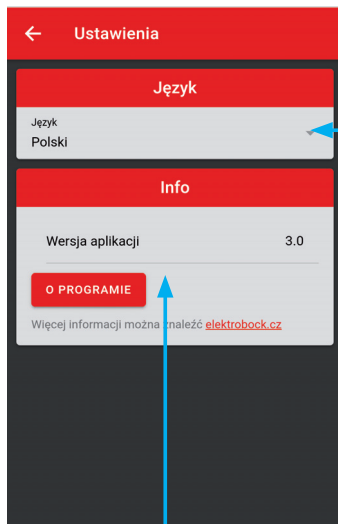 Ustawienia
Język
Język
Polski
Info
Wersja aplikacji 3.0
O PROGRAMIE
Więcej informacji można znaleźć elektrobock.cz